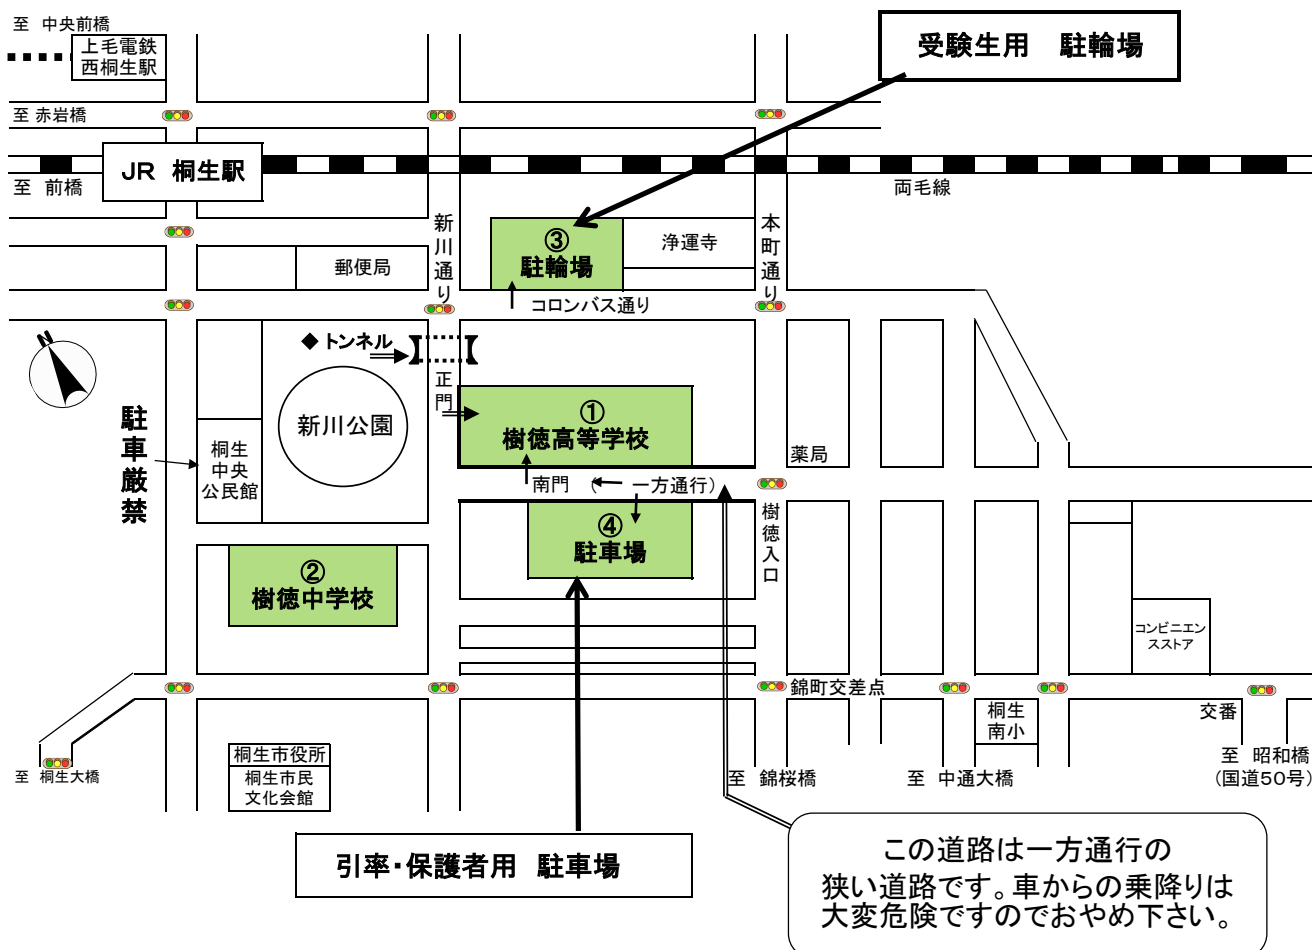 至 中央前橋
上毛電鉄
西桐生駅
受験生用 駐輪場
至 赤岩橋
JR 桐生駅
至 前橋
両毛線
新川通り
③
駐輪場
浄運寺
本町通り
郵便局
コロンバス通り
N
◆トンネル
正門
新川公園
①
樹徳高等学校
駐車厳禁
桐生
中央
公民館
薬局
南門 (← 一方通行)
④
駐車場
樹徳入口
②
樹徳中学校
コンビニエン
スストア
錦町交差点
桐生
南小
交番
桐生市役所
桐生市民
文化会館
至 桐生大橋
至 錦桜橋
至 中通大橋
至 昭和橋
(国道50号)
引率・保護者用 駐車場
この道路は一方通行の
狭い道路です。車からの乗降りは
大変危険ですのでおやめ下さい。